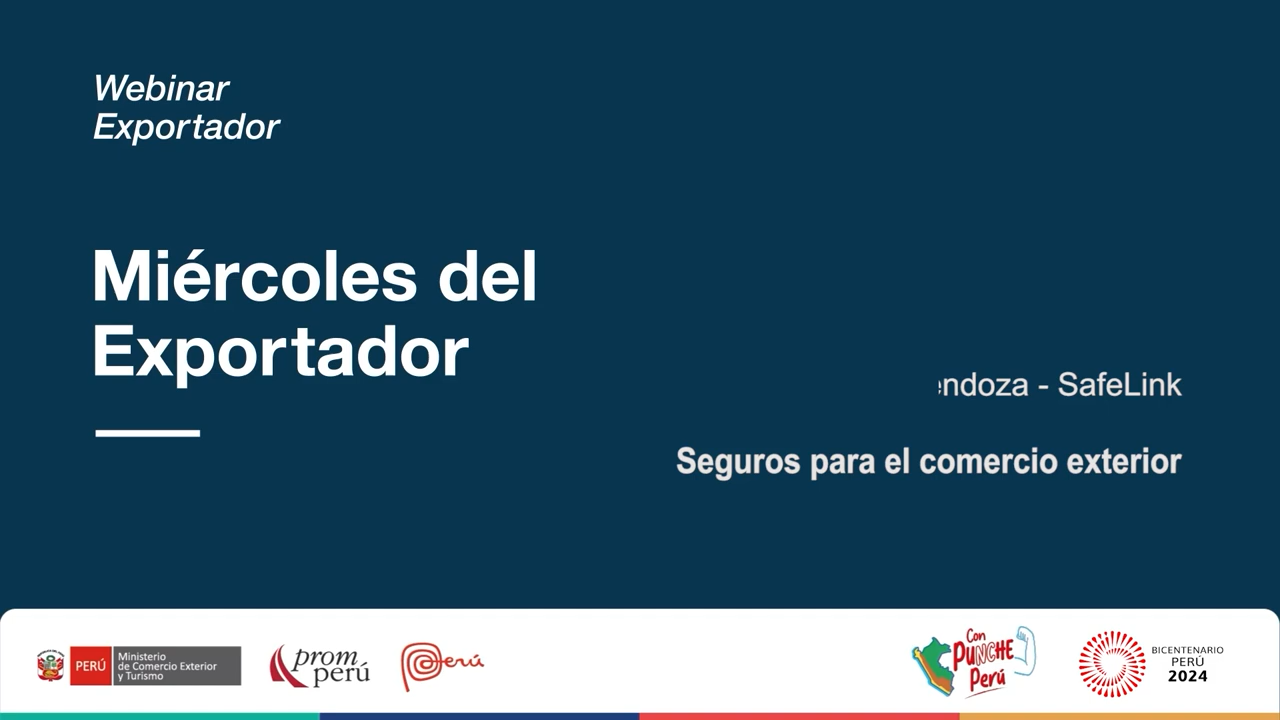 Webinar
Exportador
Miércoles del
Exportador
endoza - SafeLink
Seguros para el comercio exterior
PERÚ
Ministerio
de Comercio Exterior
y Turismo
prom
perú
Perú
Con
PUNCHE
Perú
BICENTENARIO
PERÚ
2024